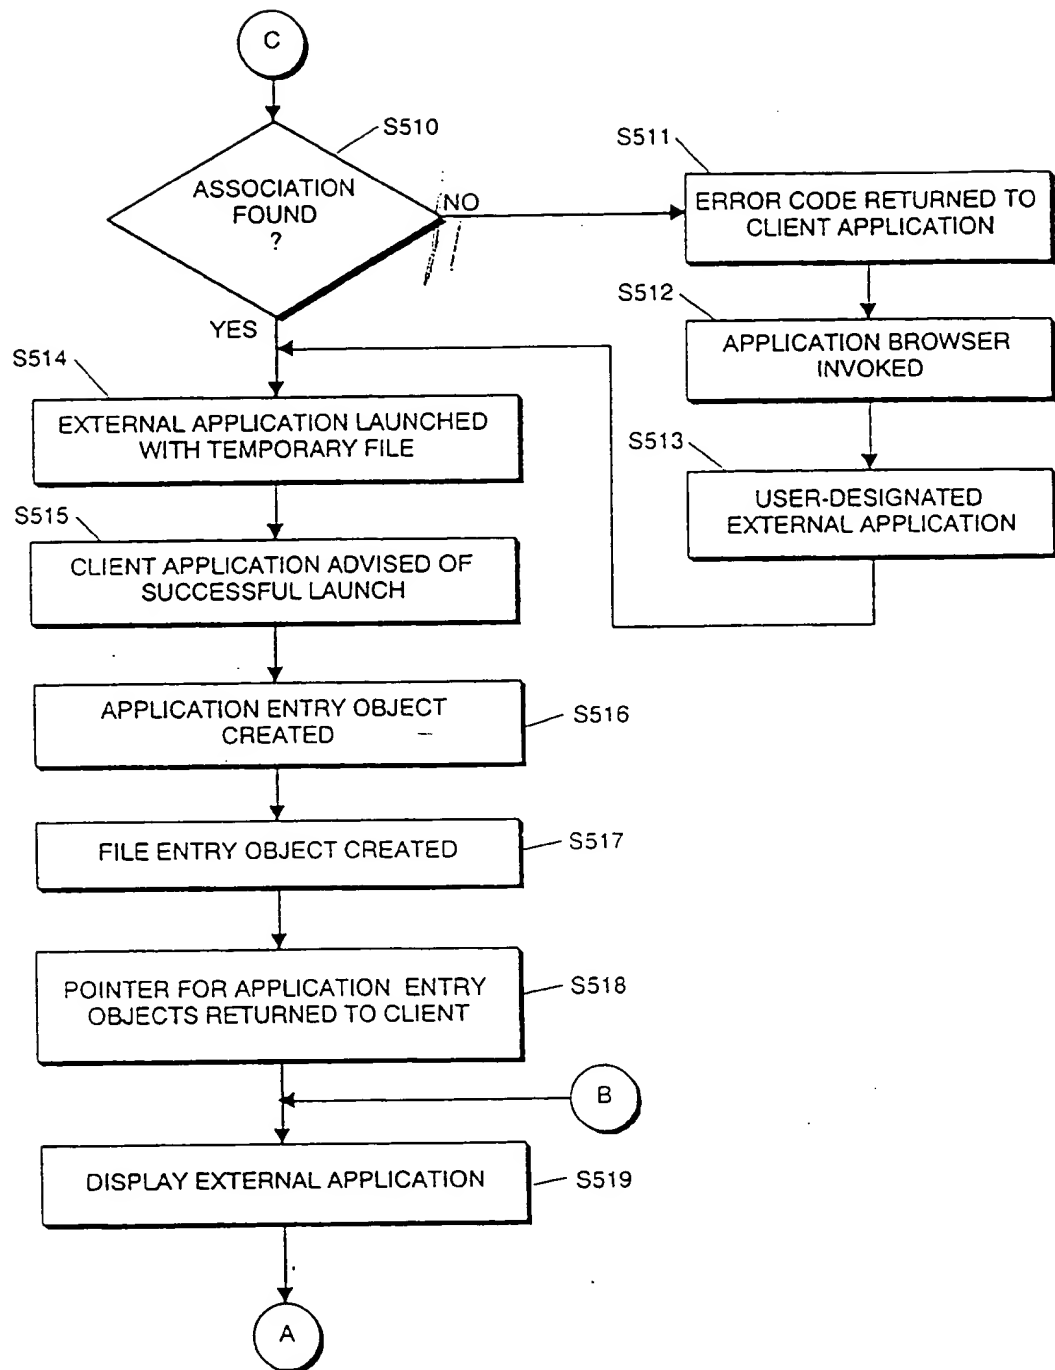 C
S510
ASSOCIATION
FOUND
?
NO
YES
S511
ERROR CODE RETURNED TO
CLIENT APPLICATION
S512
APPLICATION BROWSER
INVOKED
S513
USER-DESIGNATED
EXTERNAL APPLICATION
S514
EXTERNAL APPLICATION LAUNCHED
WITH TEMPORARY FILE
S515
CLIENT APPLICATION ADVISED OF
SUCCESSFUL LAUNCH
APPLICATION ENTRY OBJECT
CREATED
S516
FILE ENTRY OBJECT CREATED
S517
POINTER FOR APPLICATION ENTRY
OBJECTS RETURNED TO CLIENT
S518
B
DISPLAY EXTERNAL APPLICATION
S519
A